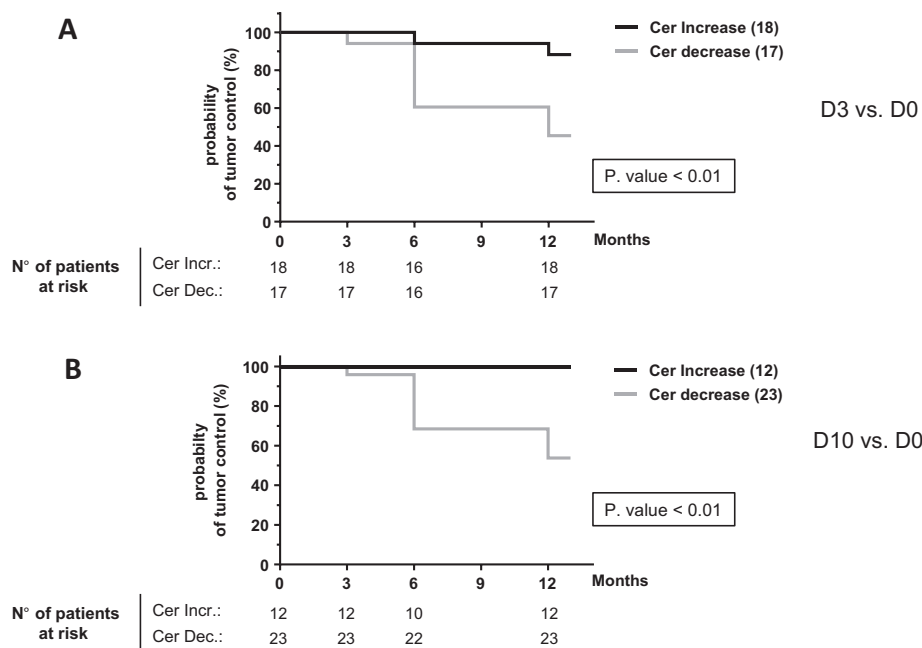 A
100
80
60
40
20
0
probability
of tumor control (%)
Cer Increase (18)
Cer decrease (17)
D3 vs. D0
P. value < 0.01
0 3 6 9 12 Months
N° of patients
at risk
Cer Incr.: 18 18 16 18
Cer Dec.: 17 17 16 17
B
100
80
60
40
20
0
probabilty
of tumor control (%)
Cer Increase (12)
Cer decrease (23)
D10 vs. D0
P. value < 0.01
0 3 6 9 12 Months
N° of patients
at risk
Cer Incr.: 12 12 10 12
Cer Dec.: 23 23 22 23